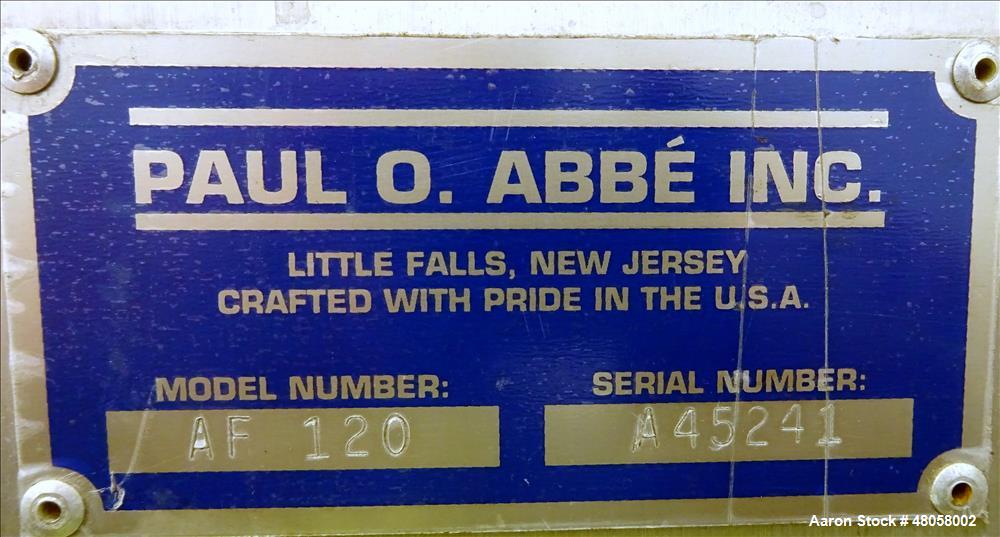 PAUL O. ABBÉ INC.
LITTLE FALLS, NEW JERSEY
CRAFTED WITH PRIDE IN THE U.S.A.
MODEL NUMBER: SERIAL NUMBER:
AF 120 A45241
Aaron Stock # 48058002